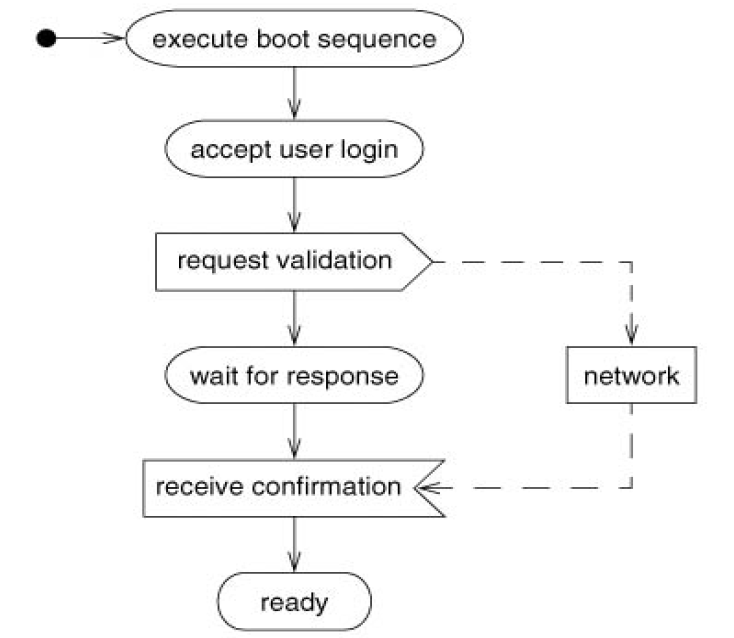 execute boot sequence
accept user login
request validation
wait for response
network
receive confirmation
ready